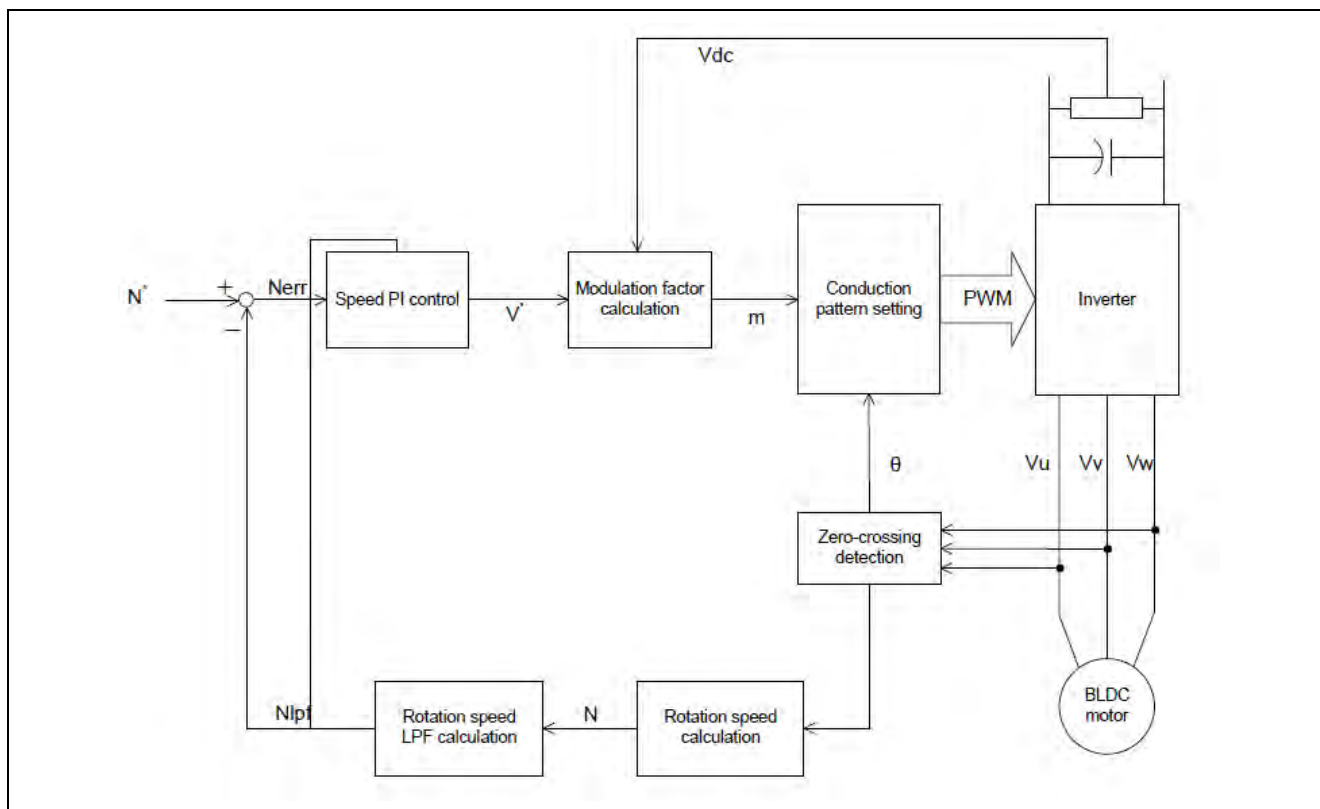 Vdc
N*
+
−
Nerr
Speed PI control
V*
Modulation factor
calculation
m
Conduction
pattern setting
PWM
Inverter
θ
Vu
Vv
Vw
Zero-crossing
detection
Nlpf
Rotation speed
LPF calculation
N
Rotation speed
calculation
BLDC
motor